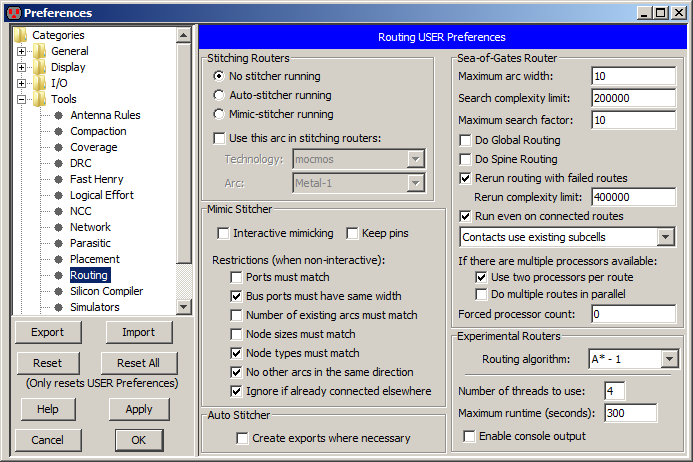 Preferences
Categories
General
Display
I/O
Tools
Antenna Rules
Compaction
Coverage
DRC
Fast Henry
Logical Effort
NCC
Network
Parasitic
Placement
Routing
Silicon Compiler
Simulators
Export
Import
Reset
Reset All
(Only resets USER Preferences)
Help
Apply
Cancel
OK
Routing USER Preferences
Stitching Routers
No stitcher running
Auto-stitcher running
Mimic-stitcher running
Use this arc in stitching routers:
Technology: mocmos
Arc: Metal-1
Mimic Stitcher
Interactive mimicking
Keep pins
Restrictions (when non-interactive):
Ports must match
Bus ports must have same width
Number of existing arcs must match
Node sizes must match
Node types must match
No other arcs in the same direction
Ignore if already connected elsewhere
Auto Stitcher
Create exports where necessary
Sea-of-Gates Router
Maximum arc width: 10
Search complexity limit: 200000
Maximum search factor: 10
Do Global Routing
Do Spine Routing
Rerun routing with failed routes
Rerun complexity limit: 400000
Run even on connected routes
Contacts use existing subcells
If there are multiple processors available:
Use two processors per route
Do multiple routes in parallel
Forced processor count: 0
Experimental Routers
Routing algorithm: A* - 1
Number of threads to use: 4
Maximum runtime (seconds): 300
Enable console output